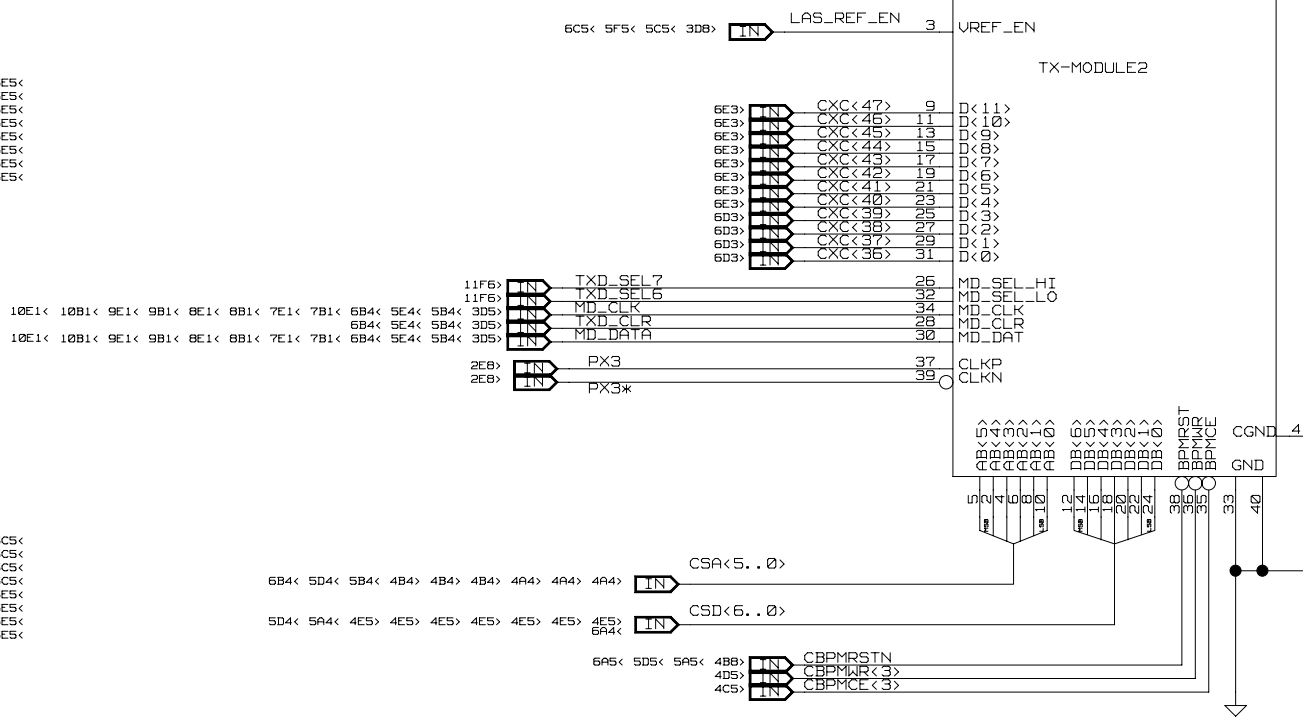 6C5< 5F5< 5C5< 3D8> IN LAS_REF_EN 3 VREF_EN
TX-MODULE2
E5<
E5<
E5<
E5<
E5<
E5<
E5<
E5<
6E3> IN CXC<47> 9 D<11>
6E3> IN CXC<46> 11 D<10>
6E3> IN CXC<45> 13 D<9>
6E3> IN CXC<44> 15 D<8>
6E3> IN CXC<43> 17 D<7>
6E3> IN CXC<42> 19 D<6>
6E3> IN CXC<41> 21 D<5>
6E3> IN CXC<40> 23 D<4>
6D3> IN CXC<39> 25 D<3>
6D3> IN CXC<38> 27 D<2>
6D3> IN CXC<37> 29 D<1>
6D3> IN CXC<36> 31 D<0>
11F6> IN TXD_SEL7 26 MD_SEL_HI
11F6> IN TXD_SEL6 32 MD_SEL_LO
10E1< 10B1< 9E1< 9B1< 8E1< 8B1< 7E1< 7B1< 6B4< 5E4< 5B4< 3D5> IN MD_CLK 34 MD_CLK
6B4< 5E4< 5B4< 3D5> IN TXD_CLR 28 MD_CLR
10E1< 10B1< 9E1< 9B1< 8E1< 8B1< 7E1< 7B1< 6B4< 5E4< 5B4< 3D5> IN MD_DATA 30 MD_DAT
2E8> IN PX3 37 CLKP
2E8> IN PX3* 39 CLKN
AB<5> AB<4> AB<3> AB<2> AB<1> AB<0> DB<6> DB<5> DB<4> DB<3> DB<2> DB<1> DB<0> BPMRST BPMWR BPMCE
CGND 4
GND
5 2 4 6 8 10 12 14 16 18 20 22 24 38 36 35 33 40
MSB LSB MSB LSB
C5<
C5<
C5<
C5<
E5<
E5<
E5<
E5<
6B4< 5D4< 5B4< 4B4> 4B4> 4B4> 4A4> 4A4> 4A4> IN CSA<5..0>
5D4< 5A4< 4E5> 4E5> 4E5> 4E5> 4E5> 4E5> 4E5> IN CSD<6..0>
6A4<
6A5< 5D5< 5A5< 4B8> IN CBPMRSTN
4D5> IN CBPMWR<3>
4C5> IN CBPMCE<3>